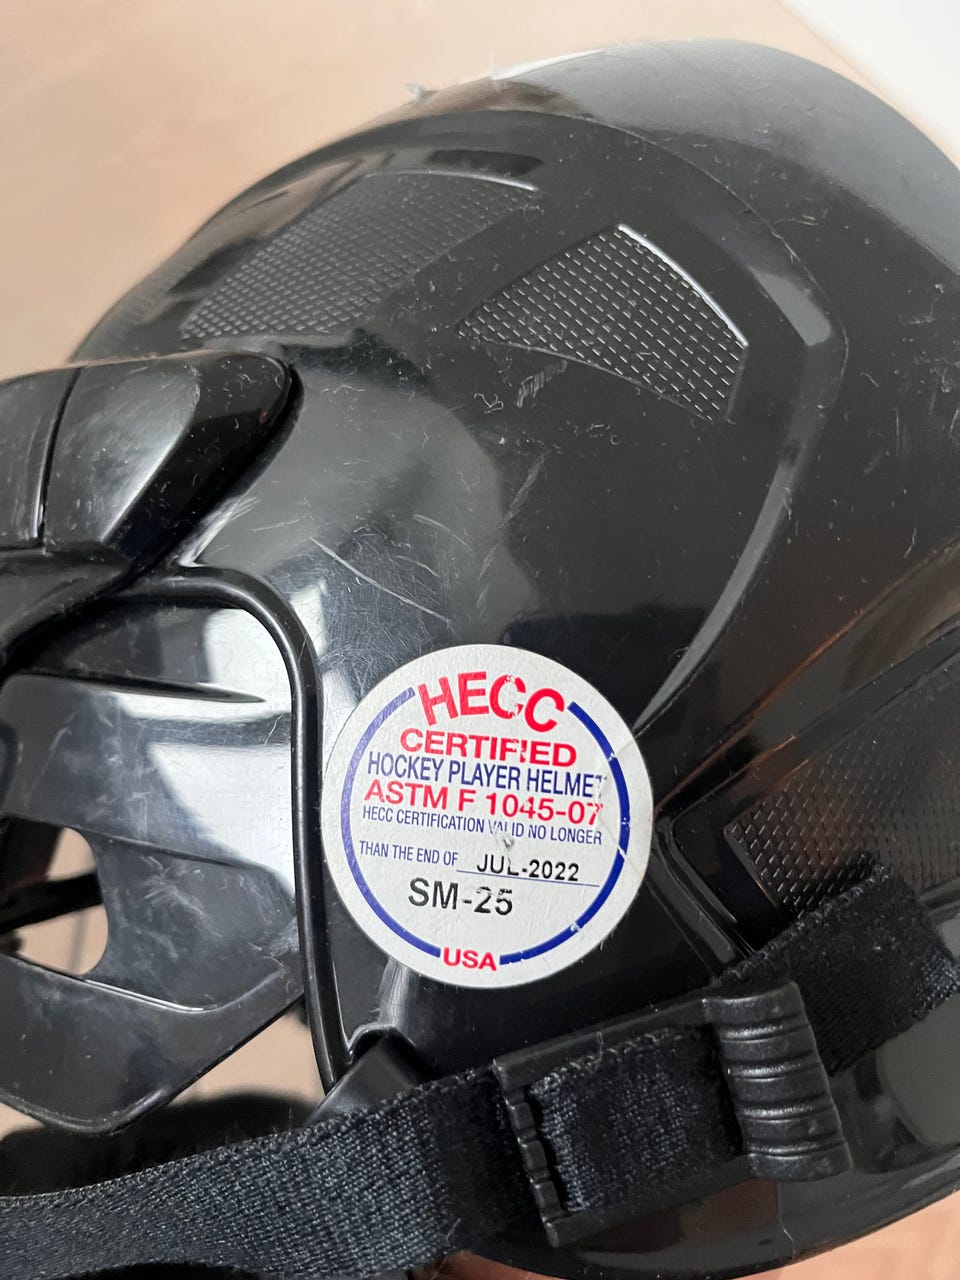 HECC
CERTIFIED
HOCKEY PLAYER HELMET
ASTM F 1045-07
HECC CERTIFICATION VALID NO LONGER
THAN THE END OF JUL-2022
SM-25
USA